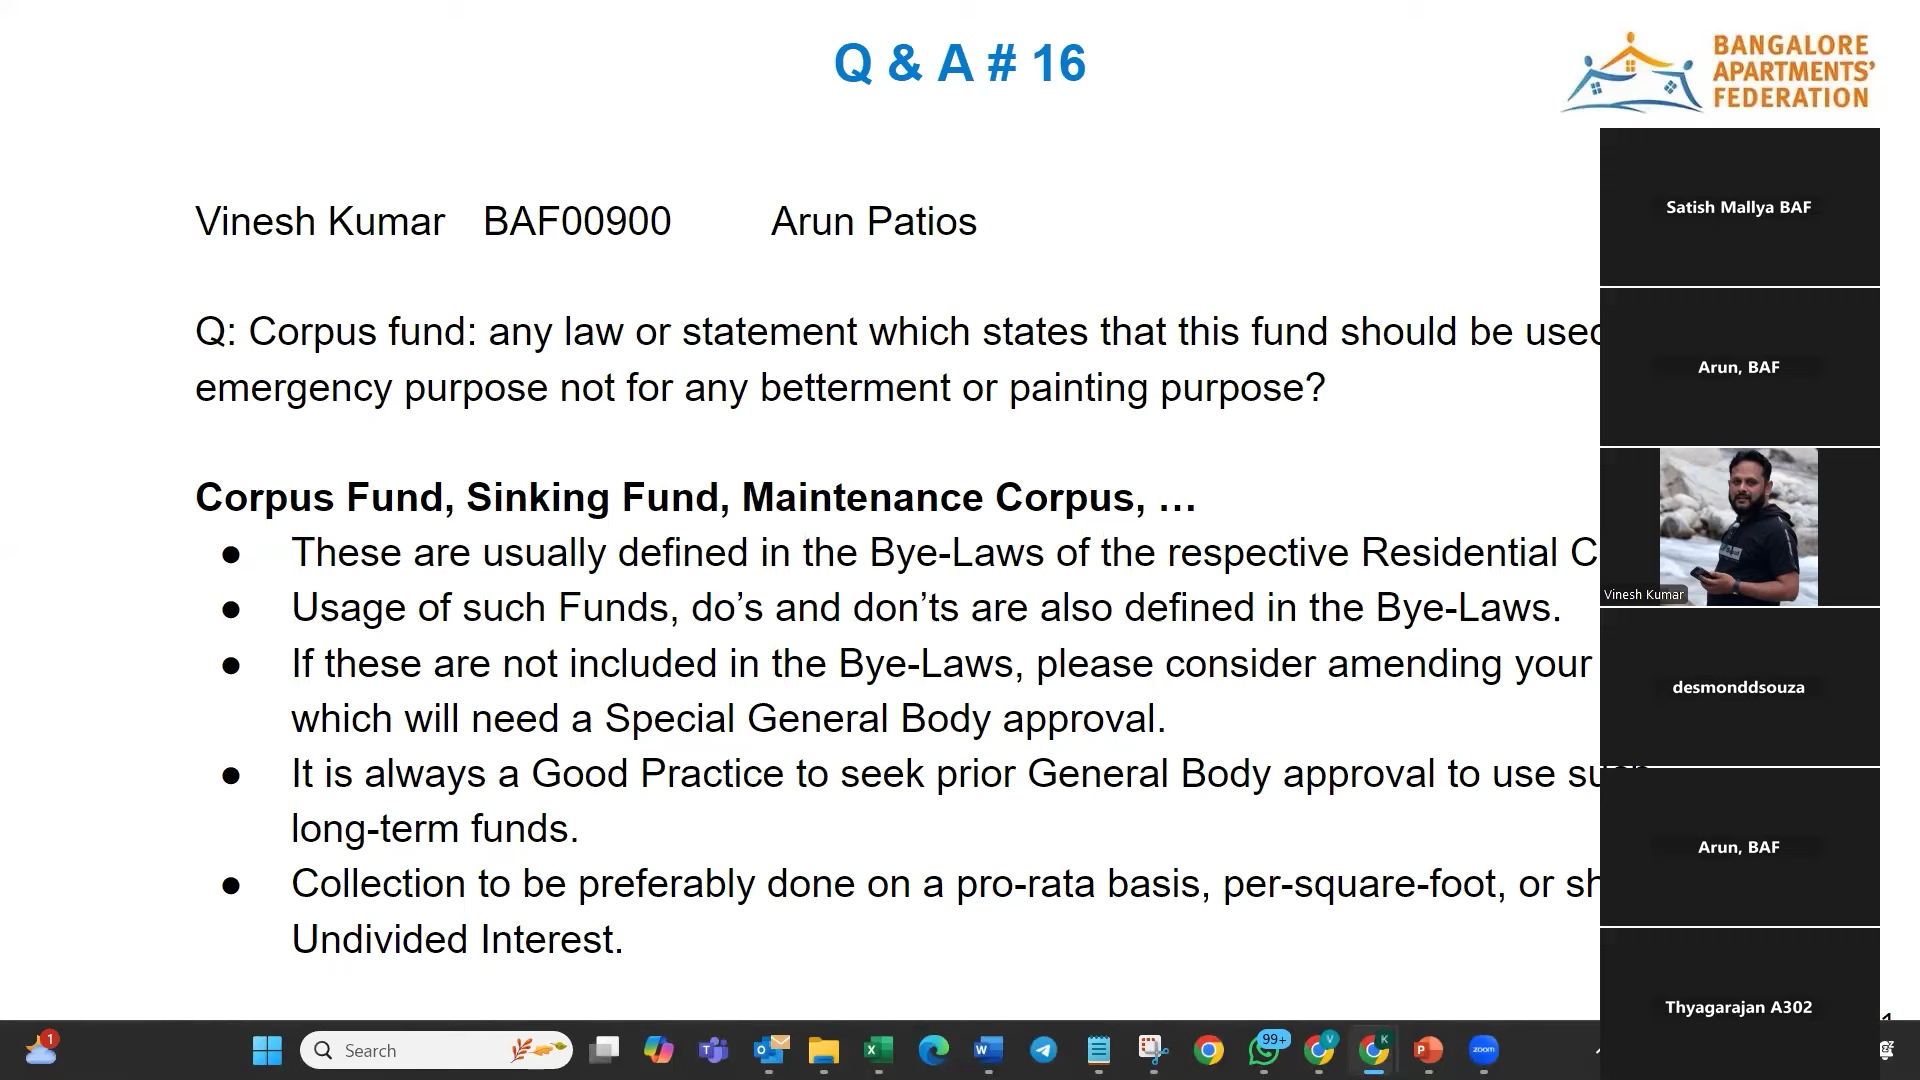 Q & A # 16
BANGALORE
APARTMENTS'
FEDERATION
Vinesh Kumar BAF00900 Arun Patios
Q: Corpus fund: any law or statement which states that this fund should be used
emergency purpose not for any betterment or painting purpose?
Corpus Fund, Sinking Fund, Maintenance Corpus, …
● These are usually defined in the Bye-Laws of the respective Residential C
● Usage of such Funds, do’s and don’ts are also defined in the Bye-Laws.
● If these are not included in the Bye-Laws, please consider amending your
which will need a Special General Body approval.
● It is always a Good Practice to seek prior General Body approval to use such
long-term funds.
● Collection to be preferably done on a pro-rata basis, per-square-foot, or sh
Undivided Interest.
Satish Mallya BAF
Arun, BAF
Vinesh Kumar
desmonddsouza
Arun, BAF
Thyagarajan A302
1
Search
99+
V
K
zoom